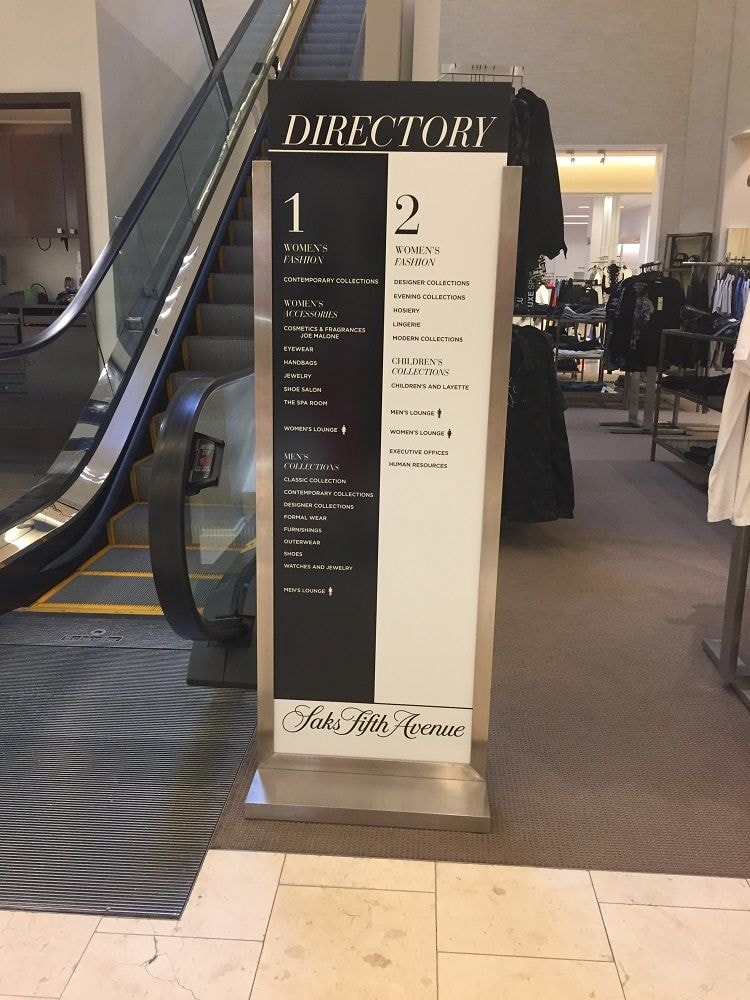 DIRECTORY
1
WOMEN'S
FASHION
CONTEMPORARY COLLECTIONS
WOMEN'S
ACCESSORIES
COSMETICS & FRAGRANCES
JOE MALONE
EYEWEAR
HANDBAGS
JEWELRY
SHOE SALON
THE SPA ROOM
WOMEN'S LOUNGE
MEN'S
COLLECTIONS
CLASSIC COLLECTION
CONTEMPORARY COLLECTIONS
DESIGNER COLLECTIONS
FORMAL WEAR
FURNISHINGS
OUTERWEAR
SHOES
WATCHES AND JEWELRY
MEN'S LOUNGE
2
WOMEN'S
FASHION
DESIGNER COLLECTIONS
EVENING COLLECTIONS
HOSIERY
LINGERIE
MODERN COLLECTIONS
CHILDREN'S
COLLECTIONS
CHILDREN'S AND LAYETTE
MEN'S LOUNGE
WOMEN'S LOUNGE
EXECUTIVE OFFICES
HUMAN RESOURCES
Saks Fifth Avenue